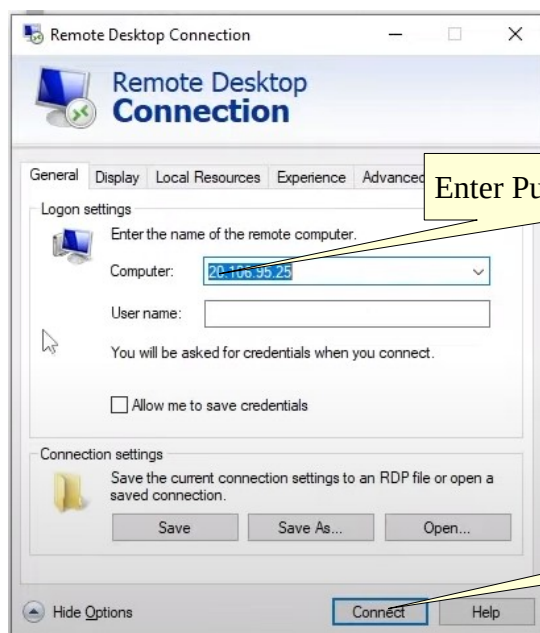 Remote Desktop Connection
Remote Desktop
Connection
General Display Local Resources Experience Advanced
Enter
Logon settings
Enter the name of the remote computer.
Computer: 20.106.95.25
User name:
You will be asked for credentials when you connect.
Allow me to save credentials
Connection settings
Save the current connection settings to an RDP file or open a
saved connection.
Save Save As... Open...
Hide Options Connect Help